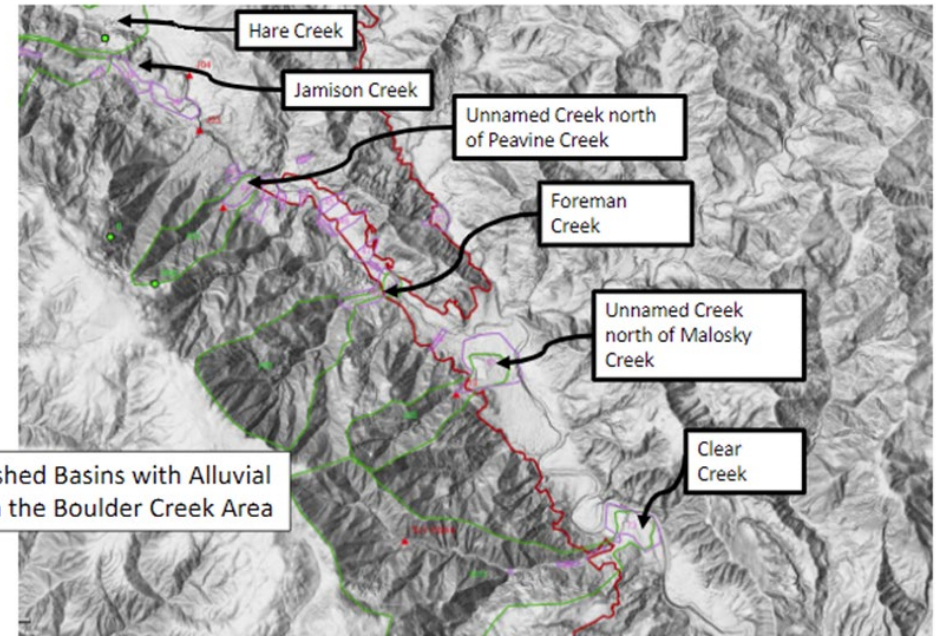 Hare Creek
Jamison Creek
Unnamed Creek north
of Peavine Creek
Foreman
Creek
Unnamed Creek
north of Malosky
Creek
Clear
Creek
shed Basins with Alluvial
the Boulder Creek Area